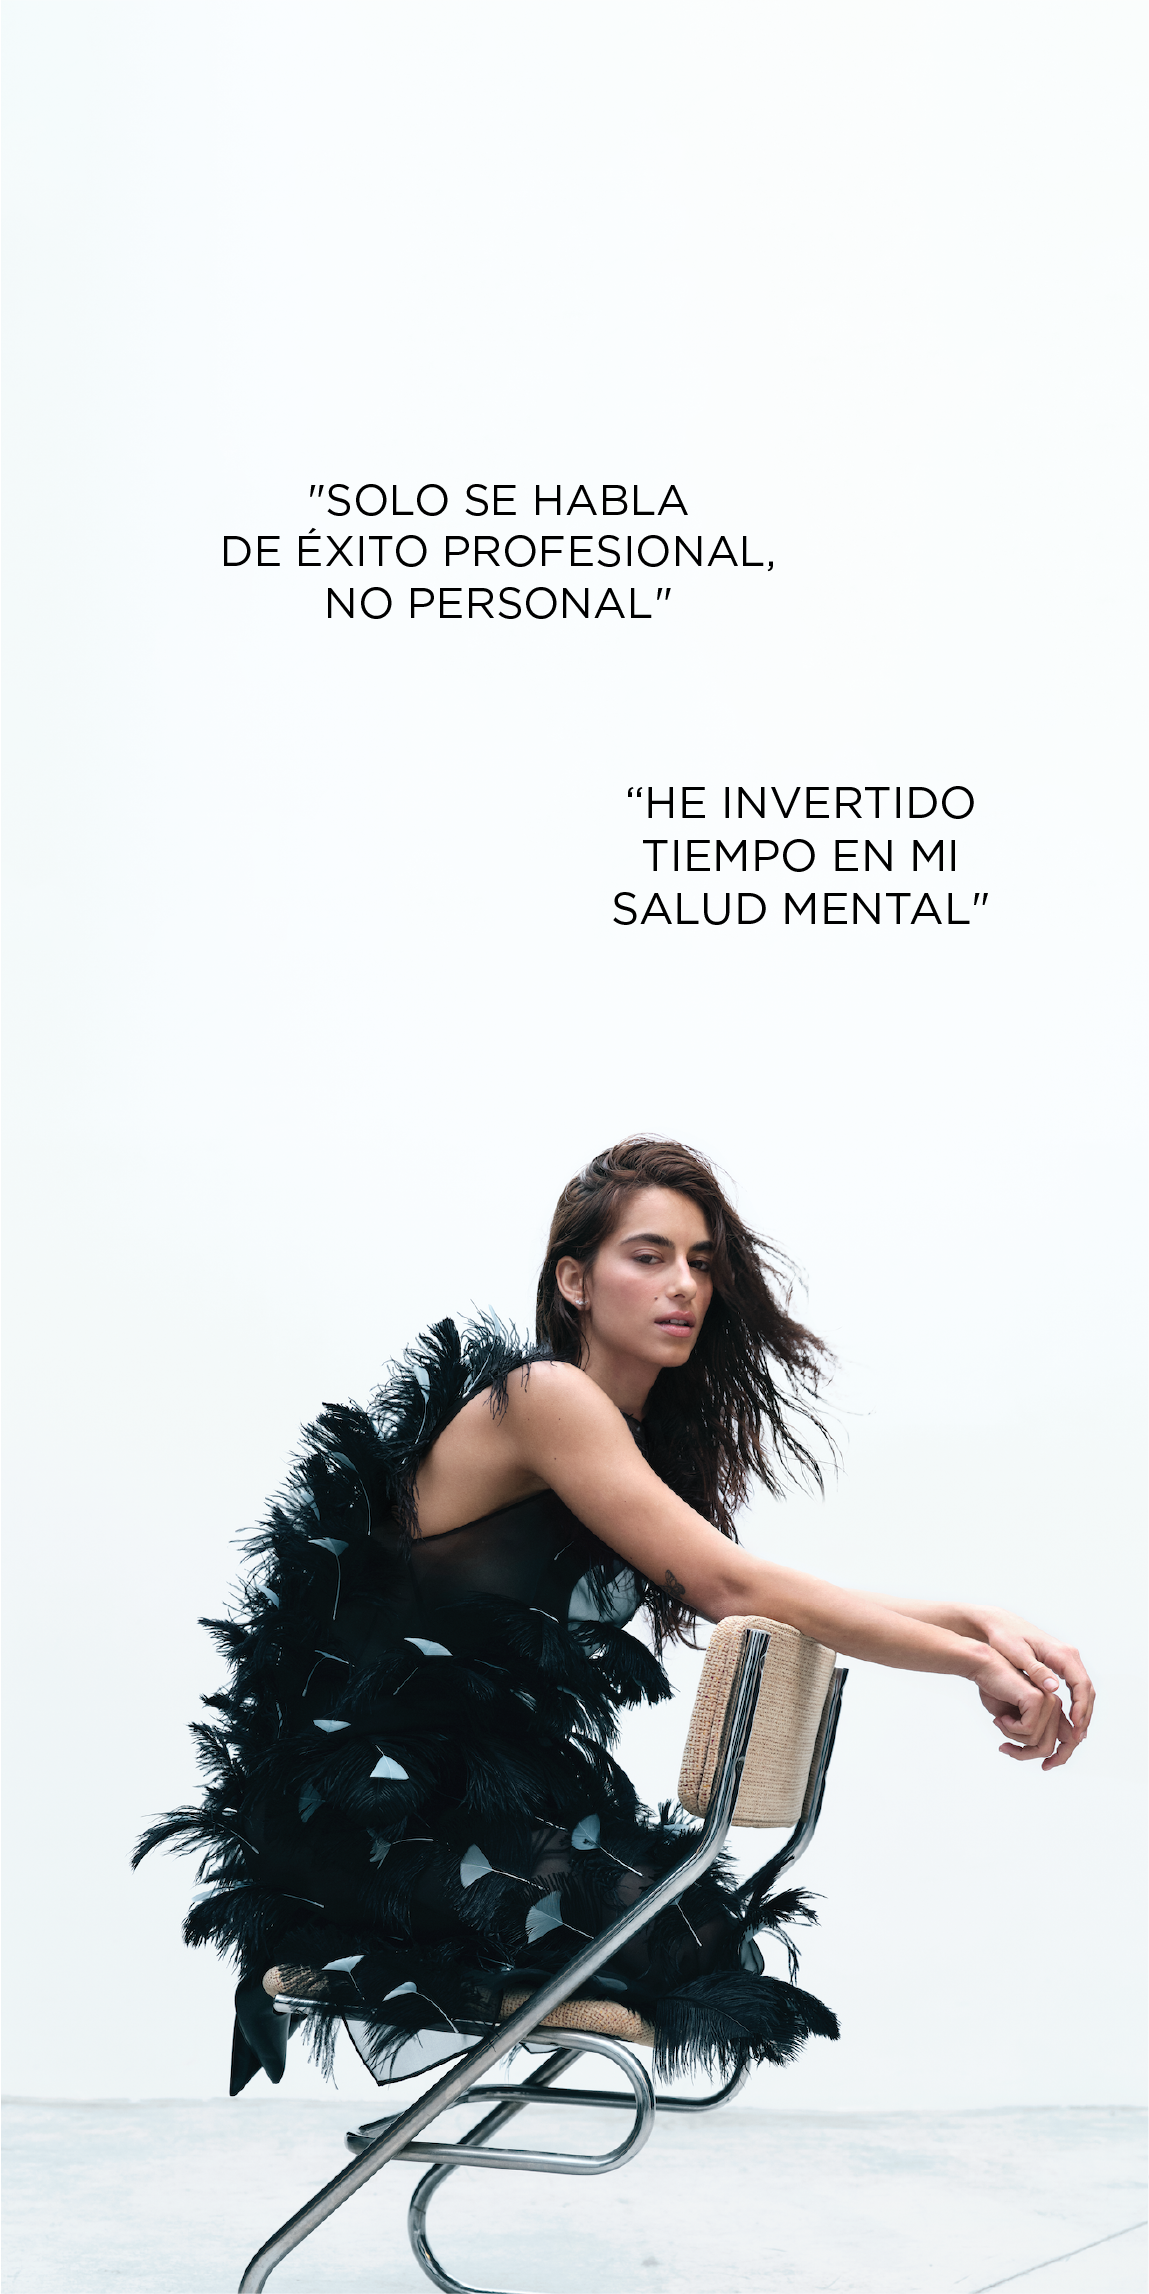 "SOLO SE HABLA
DE ÉXITO PROFESIONAL,
NO PERSONAL"
“HE INVERTIDO
TIEMPO EN MI
SALUD MENTAL"